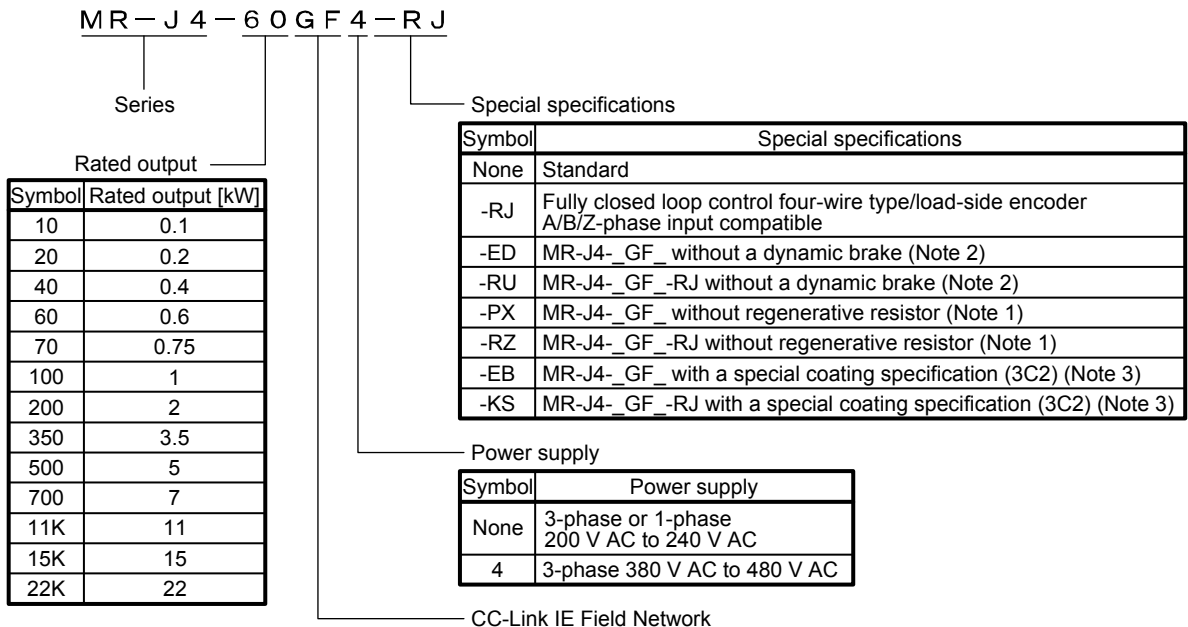 MR-J4-60GF4-RJ
Series
Special specifications
Symbol Special specifications
None Standard
-RJ Fully closed loop control four-wire type/load-side encoder
A/B/Z-phase input compatible
-ED MR-J4-_GF_ without a dynamic brake (Note 2)
-RU MR-J4-_GF_-RJ without a dynamic brake (Note 2)
-PX MR-J4-_GF_ without regenerative resistor (Note 1)
-RZ MR-J4-_GF_-RJ without regenerative resistor (Note 1)
-EB MR-J4-_GF_ with a special coating specification (3C2) (Note 3)
-KS MR-J4-_GF_-RJ with a special coating specification (3C2) (Note 3)
Rated output
Symbol Rated output [kW]
10 0.1
20 0.2
40 0.4
60 0.6
70 0.75
100 1
200 2
350 3.5
500 5
700 7
11K 11
15K 15
22K 22
Power supply
Symbol Power supply
None 3-phase or 1-phase
200 V AC to 240 V AC
4 3-phase 380 V AC to 480 V AC
CC-Link IE Field Network